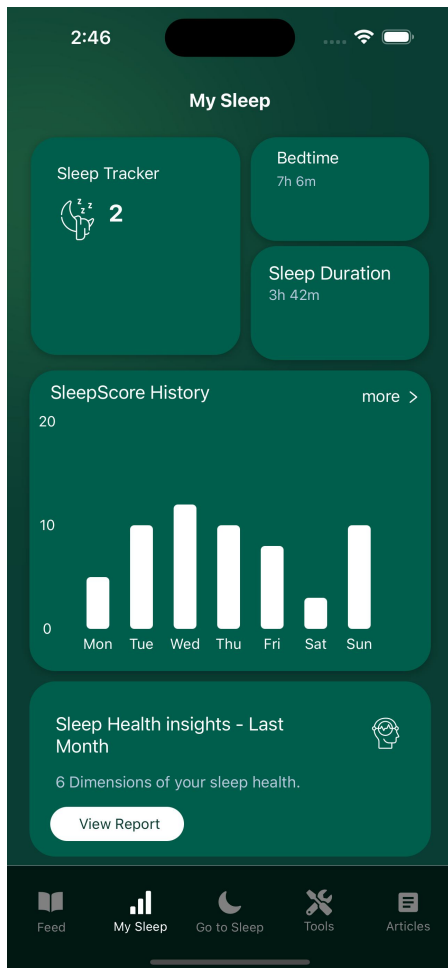 2:46
My Sleep
Sleep Tracker
z z z
2
Bedtime
7h 6m
Sleep Duration
3h 42m
SleepScore History
more >
20
10
0
Mon Tue Wed Thu Fri Sat Sun
Sleep Health insights - Last
Month
6 Dimensions of your sleep health.
View Report
Feed
My Sleep
Go to Sleep
Tools
Articles